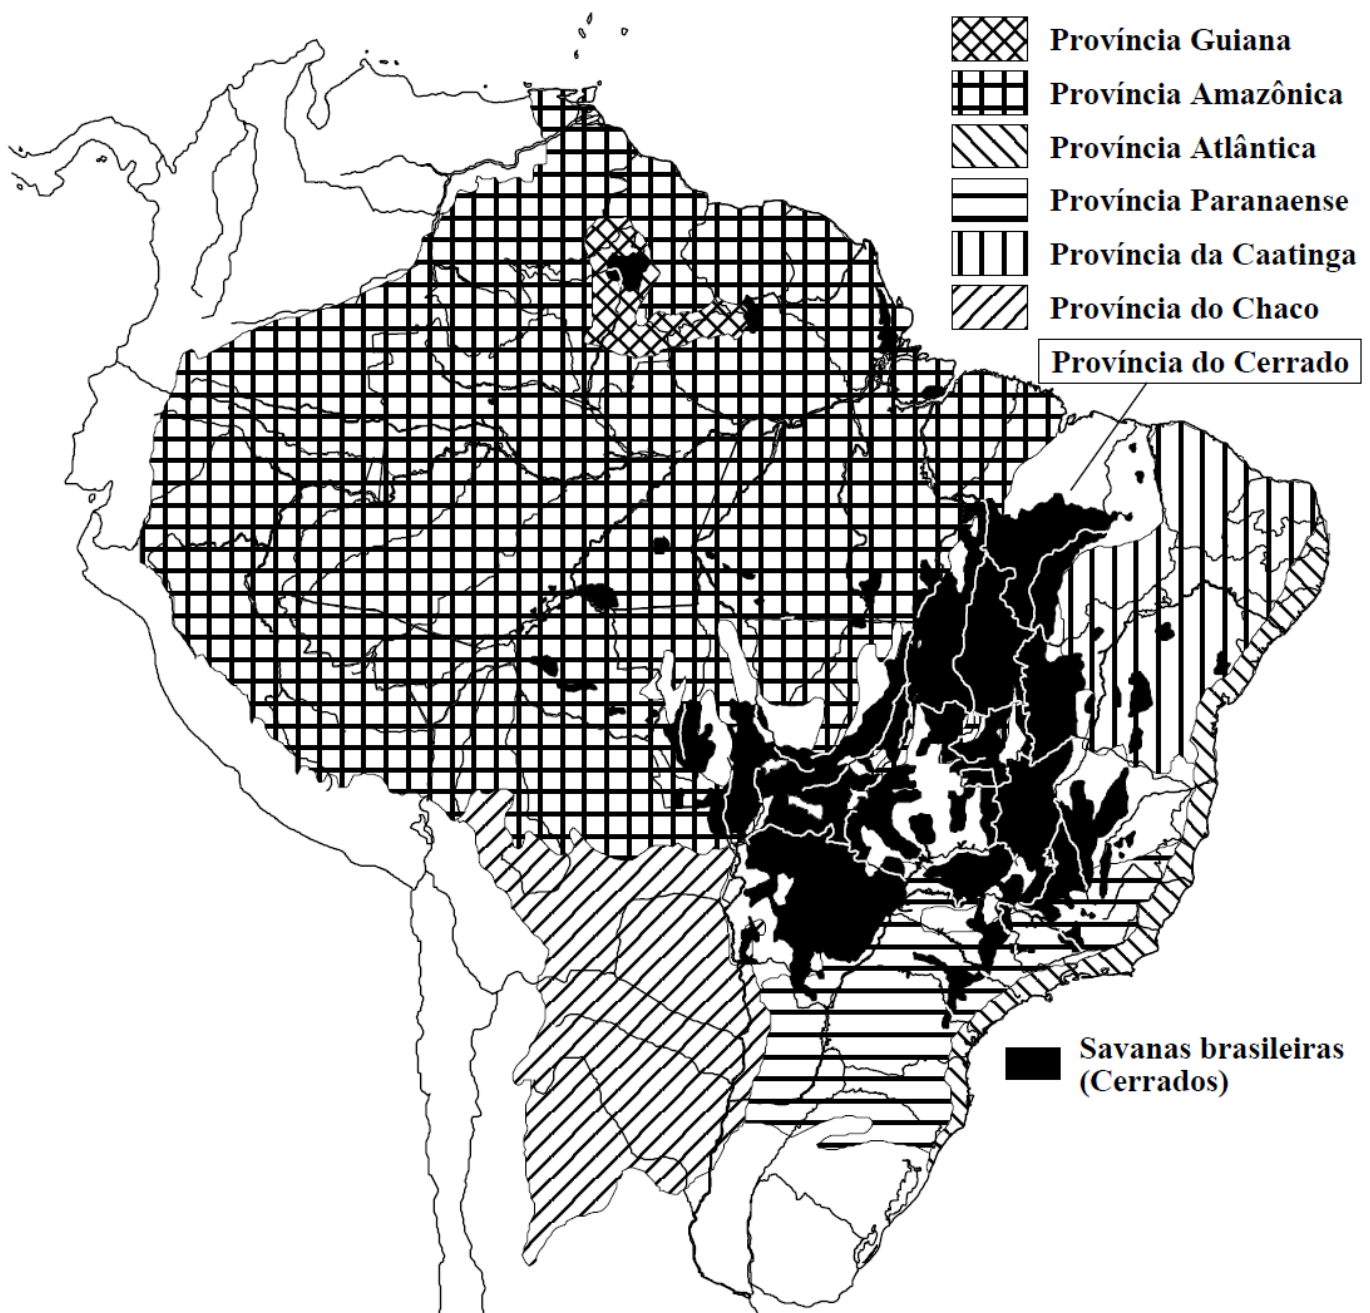 Província Guiana
Província Amazônica
Província Atlântica
Província Paranaense
Província da Caatinga
Província do Chaco
Província do Cerrado
Savanas brasileiras
(Cerrados)